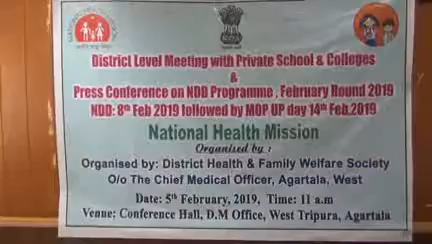 District Level Meeting with Private School & Colleges
&
Press Conference on NDD Programme, February Round 2019
NDD: 8th Feb 2019 followed by MOP UP day 14th Feb.2019
National Health Mission
Organised by :
Organised by: District Health & Family Welfare Society
O/o The Chief Medical Officer, Agartala, West
Date: 5th February, 2019, Time: 11 a.m
Venue; Conference Hall, D.M Office, West Tripura, Agartala